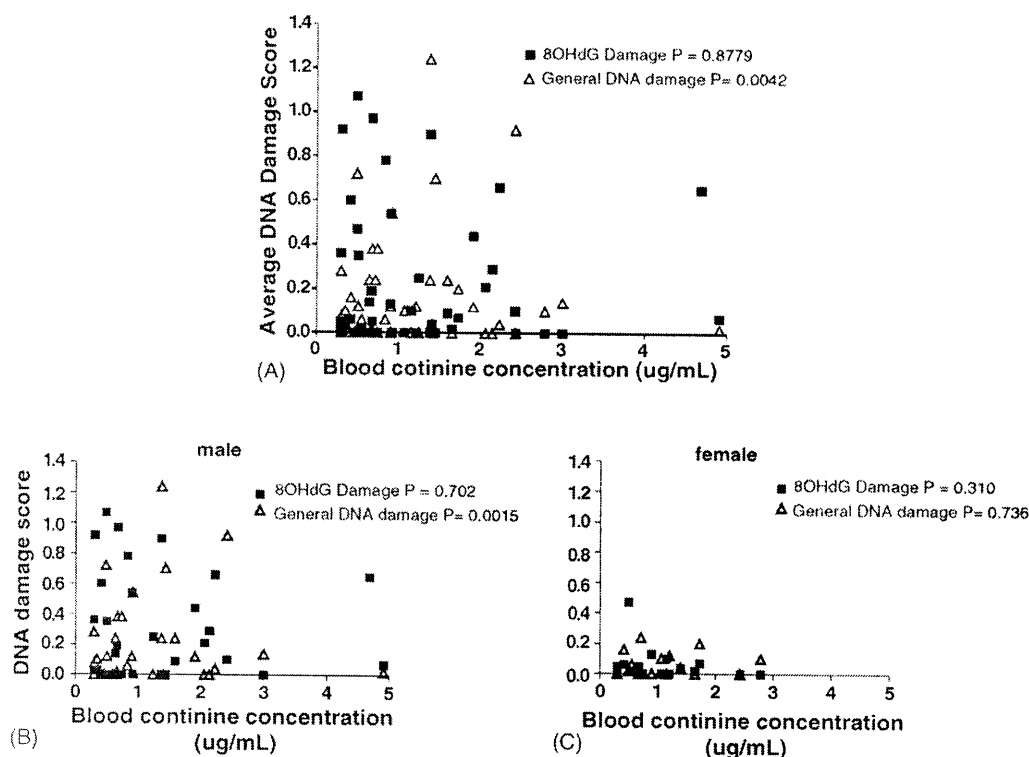 1.4
1.2
1.0
0.8
0.6
0.4
0.2
0.0
Average DNA Damage Score
8OHdG Damage P = 0.8779
General DNA damage P= 0.0042
0 1 2 3 4 5
Blood cotinine concentration (ug/mL)
(A)
male
1.4
1.2
1.0
0.8
0.6
0.4
0.2
0.0
DNA damage score
8OHdG Damage P = 0.702
General DNA damage P= 0.0015
0 1 2 3 4 5
Blood continine concentration
(ug/mL)
(B)
female
1.4
1.2
1.0
0.8
0.6
0.4
0.2
0.0
8OHdG Damage P = 0.310
General DNA damage P= 0.736
0 1 2 3 4 5
Blood continine concentration
(ug/mL)
(C)